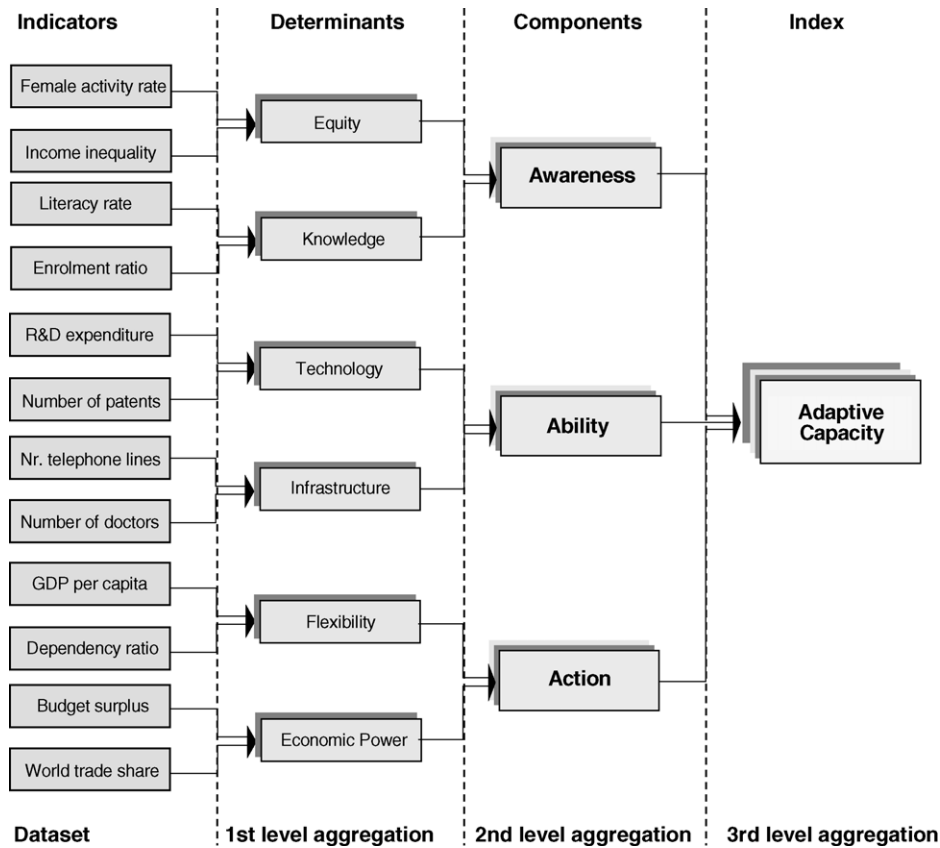 Indicators
Determinants
Components
Index
Female activity rate
Income inequality
Literacy rate
Enrolment ratio
R&D expenditure
Number of patents
Nr. telephone lines
Number of doctors
GDP per capita
Dependency ratio
Budget surplus
World trade share
Equity
Knowledge
Technology
Infrastructure
Flexibility
Economic Power
Awareness
Ability
Action
Adaptive
Capacity
Dataset
1st level aggregation
2nd level aggregation
3rd level aggregation